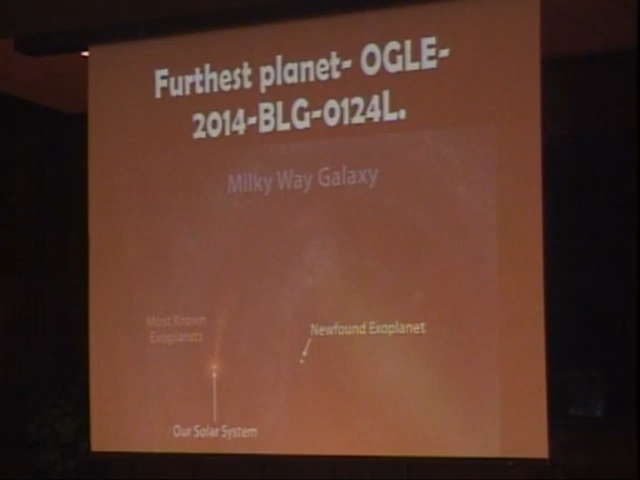 Furthest planet- OGLE-
2014-BLG-0124L.
Milky Way Galaxy
Most Known
Exoplanets
Newfound Exoplanet
Our Solar System